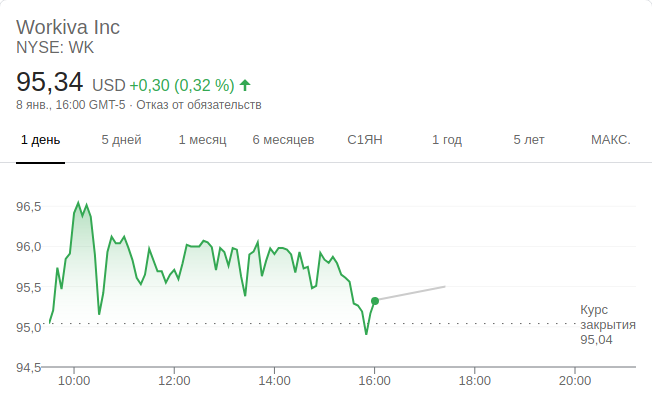 Workiva Inc
NYSE: WK
95,34 USD +0,30 (0,32 %)
8 янв., 16:00 GMT-5 · Отказ от обязательств
1 день 5 дней 1 месяц 6 месяцев С1ЯН 1 год 5 лет МАКС.
96,5
96,0
95,5
95,0
94,5
Курс
закрытия
95,04
10:00 12:00 14:00 16:00 18:00 20:00